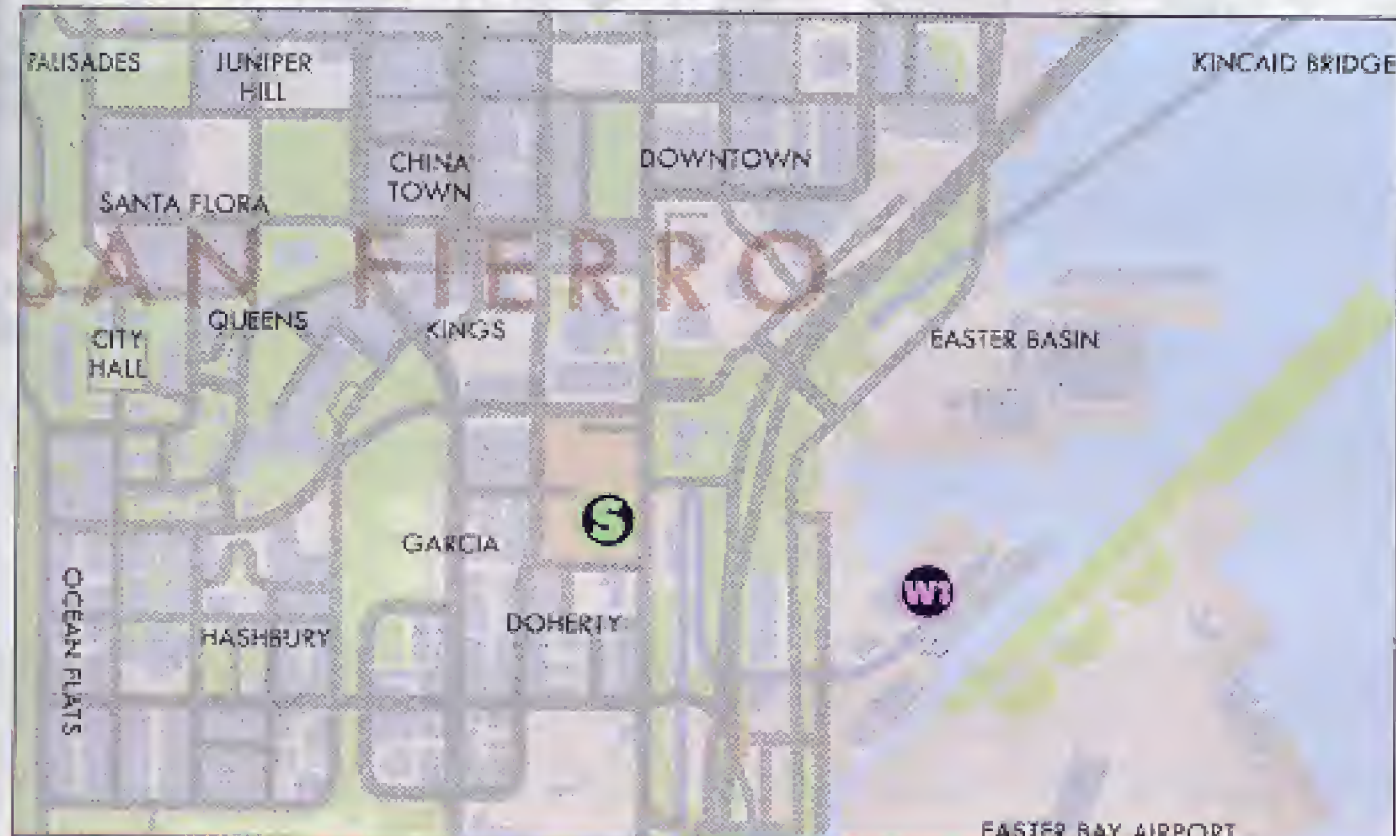 PALISADES
JUNIPER
HILL
KINCAID BRIDGE
CHINA
TOWN
DOWNTOWN
SANTA FLORA
SAN FIERRO
QUEENS
KINGS
CITY
HALL
EASTER BASIN
S
GARCIA
W1
OCEAN FLATS
HASHBURY
DOHERTY
EASTER BAY AIRPORT